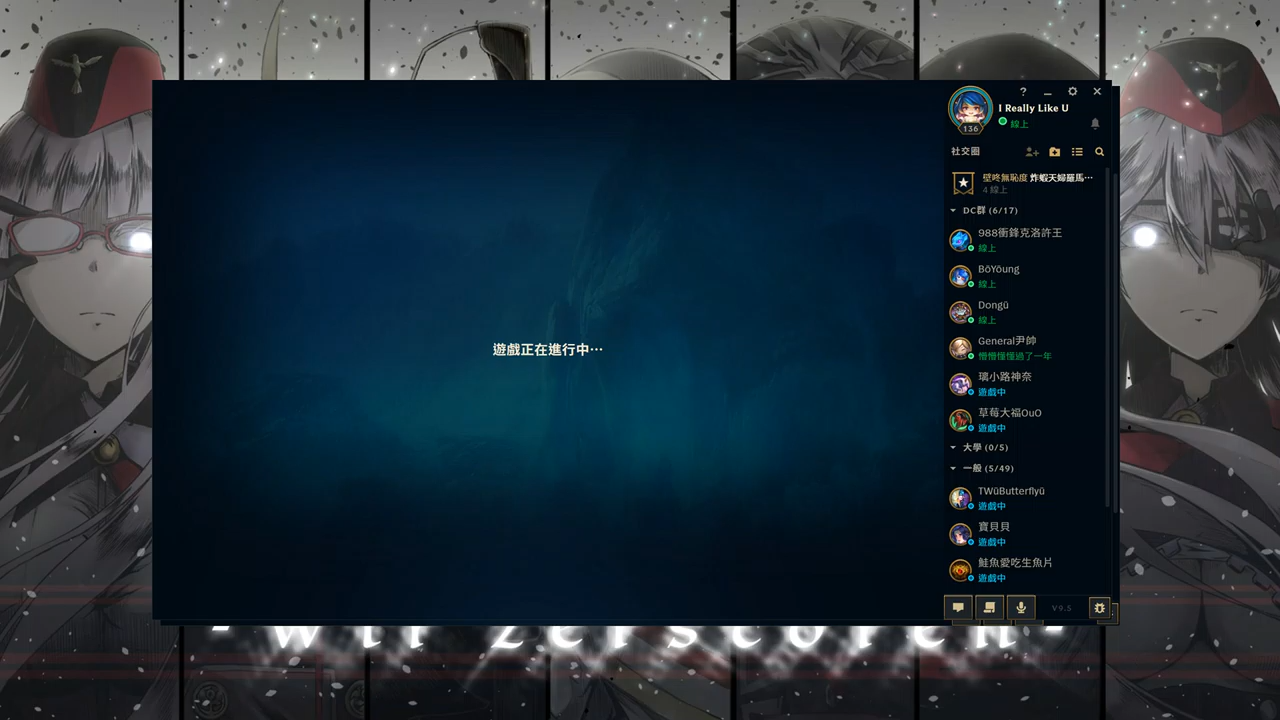 ?
I Really Like U
136
線上
社交圈
壁咚無恥度 炸蝦天婦羅馬…
4 線上
DC群 (6/17)
988衝鋒克洛許王
線上
BöYöung
線上
Dongü
線上
General尹帥
懵懵懂懂過了一年
璃小路神奈
遊戲中
草莓大福OuO
遊戲中
大學 (0/5)
一般 (5/49)
TWüButterflyü
遊戲中
寶貝貝
遊戲中
鮭魚愛吃生魚片
遊戲中
V9.5
遊戲正在進行中…
-Wir zerstören-